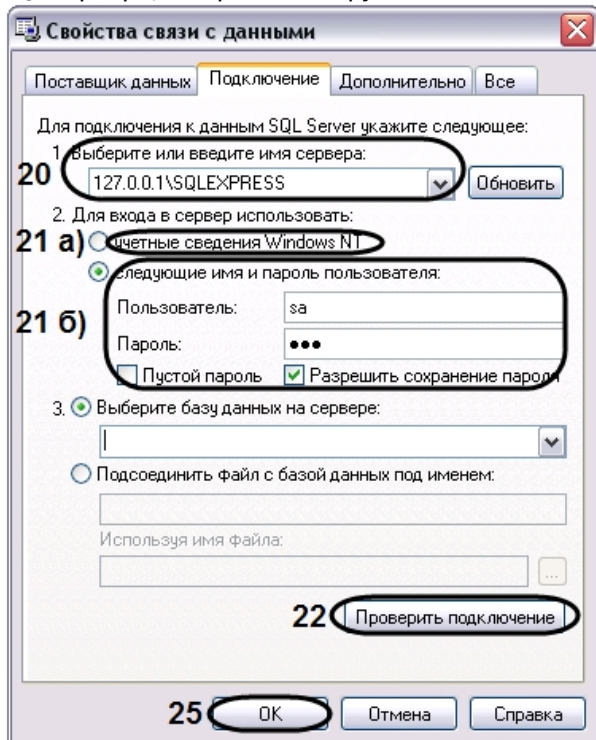 Свойства связи с данными
Поставщик данных Подключение Дополнительно Все
Для подключения к данным SQL Server укажите следующее:
1. Выберите или введите имя сервера:
20 127.0.0.1\SQLEXPRESS Обновить
2. Для входа в сервер использовать:
21 а) учетные сведения Windows NT
следующие имя и пароль пользователя:
Пользователь: sa
21 б)
Пароль: ●●●
Пустой пароль Разрешить сохранение пароля
3. Выберите базу данных на сервере:
Подсоединить файл с базой данных под именем:
Используя имя файла:
...
22 Проверить подключение
25 ОК Отмена Справка